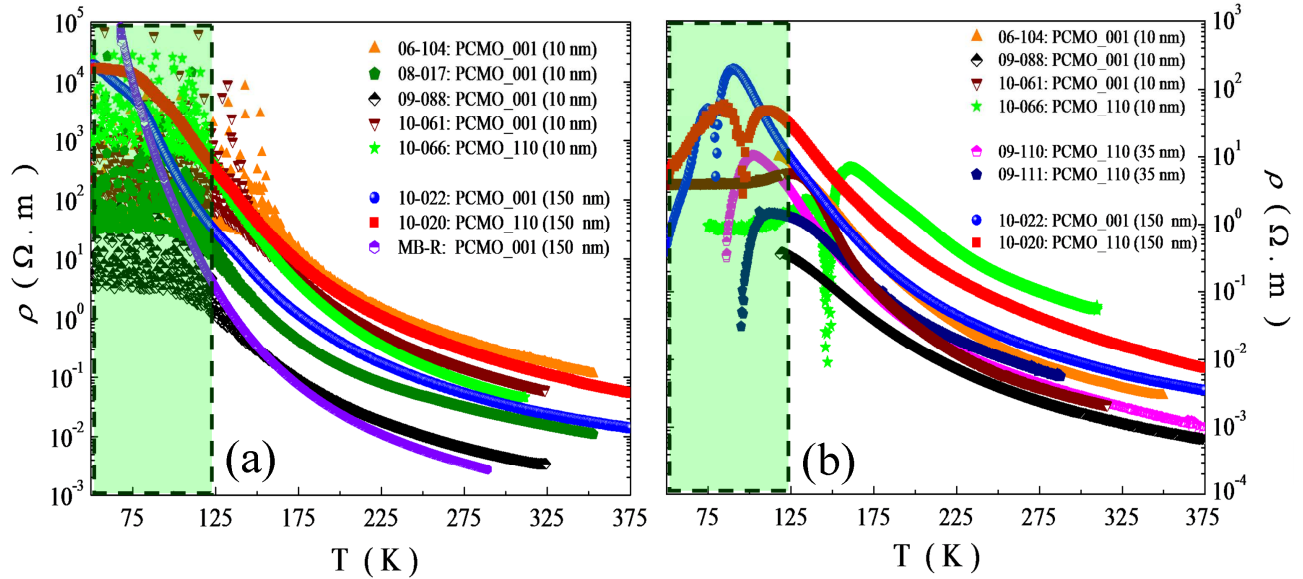 10^5
10^4
10^3
10^2
10^1
10^0
10^-1
10^-2
10^-3
ρ ( Ω . m )
06-104: PCMO_001 (10 nm)
08-017: PCMO_001 (10 nm)
09-088: PCMO_001 (10 nm)
10-061: PCMO_001 (10 nm)
10-066: PCMO_110 (10 nm)
10-022: PCMO_001 (150 nm)
10-020: PCMO_110 (150 nm)
MB-R: PCMO_001 (150 nm)
(a)
75 125 175 225 275 325 375
T ( K )
06-104: PCMO_001 (10 nm)
09-088: PCMO_001 (10 nm)
10-061: PCMO_001 (10 nm)
10-066: PCMO_110 (10 nm)
09-110: PCMO_110 (35 nm)
09-111: PCMO_110 (35 nm)
10-022: PCMO_001 (150 nm)
10-020: PCMO_110 (150 nm)
(b)
75 125 175 225 275 325 375
T ( K )
10^3
10^2
10^1
10^0
10^-1
10^-2
10^-3
10^-4
ρ ( Ω . m )